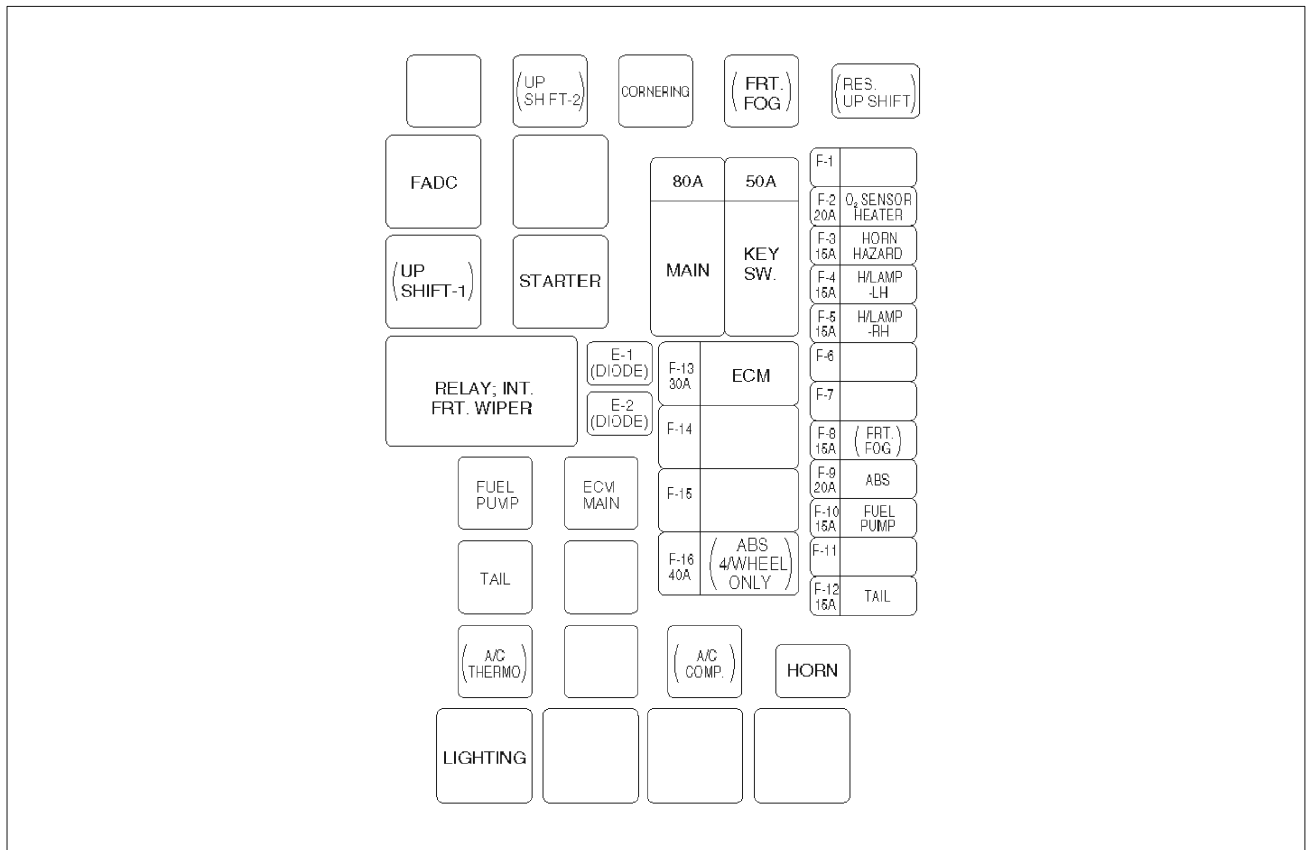 (UP
SHIFT-2)
CORNERING
(FRT.
FOG)
(RES.
UP SHIFT)
FADC
(UP
SHIFT-1)
STARTER
80A
MAIN
50A
KEY
SW.
RELAY; INT.
FRT. WIPER
E-1
(DIODE)
E-2
(DIODE)
F-13
30A
ECM
F-14
F-15
F-16
40A
(ABS
4/WHEEL
ONLY)
F-1
F-2
20A
O₂ SENSOR
HEATER
F-3
15A
HORN
HAZARD
F-4
15A
H/LAMP
-LH
F-5
15A
H/LAMP
-RH
F-6
F-7
F-8
15A
(FRT.
FOG)
F-9
20A
ABS
F-10
15A
FUEL
PUMP
F-11
F-12
15A
TAIL
FUEL
PUMP
ECM
MAIN
TAIL
(A/C
THERMO)
(A/C
COMP.)
HORN
LIGHTING